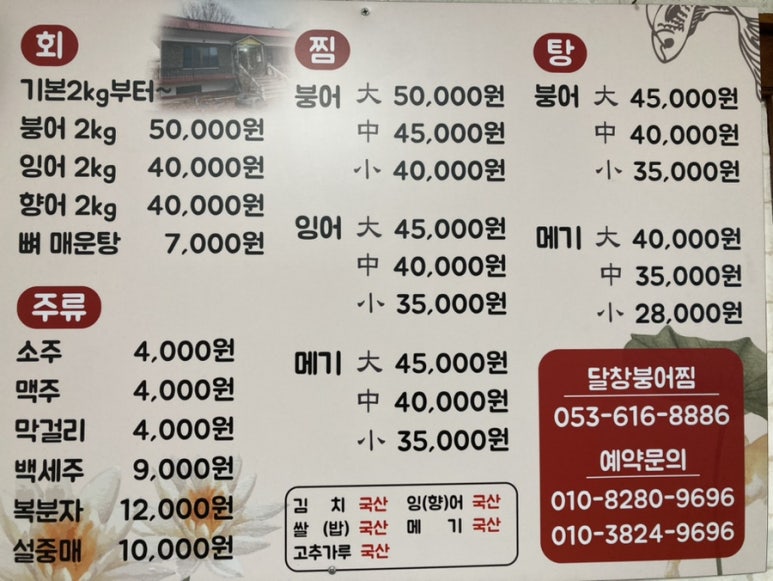 회
기본2kg부터~
붕어 2kg 50,000원
잉어 2kg 40,000원
향어 2kg 40,000원
뼈 매운탕 7,000원
주류
소주 4,000원
맥주 4,000원
막걸리 4,000원
백세주 9,000원
복분자 12,000원
설중매 10,000원
찜
붕어 大 50,000원
中 45,000원
小 40,000원
잉어 大 45,000원
中 40,000원
小 35,000원
메기 大 45,000원
中 40,000원
小 35,000원
김 치 국산 잉(향)어 국산
쌀 (밥) 국산 메 기 국산
고추가루 국산
탕
붕어 大 45,000원
中 40,000원
小 35,000원
메기 大 40,000원
中 35,000원
小 28,000원
달창붕어찜
053-616-8886
예약문의
010-8280-9696
010-3824-9696